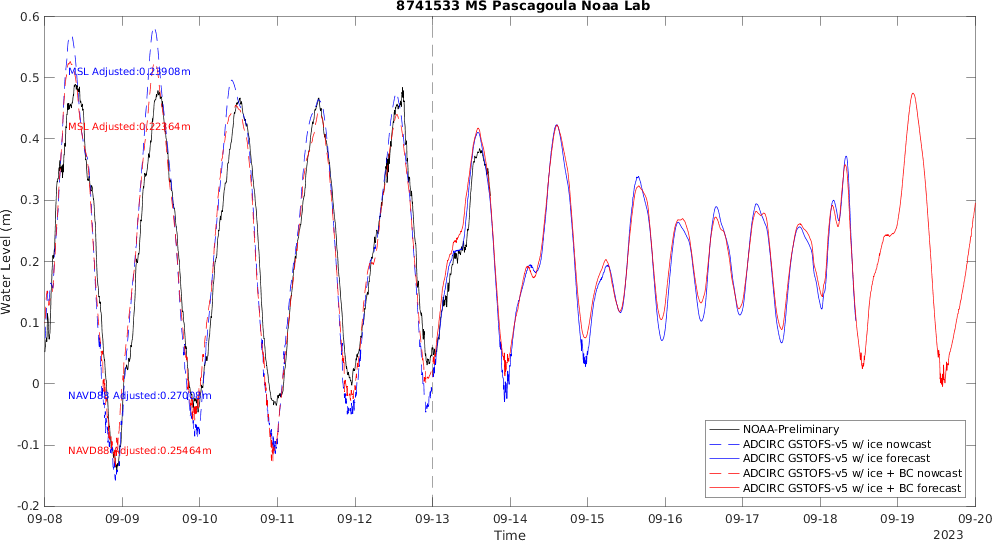 8741533 MS Pascagoula Noaa Lab
0.6
0.5
0.4
0.3
0.2
0.1
0
-0.1
-0.2
Water Level (m)
MSL Adjusted:0.23908m
MSL Adjusted:0.22364m
NAVD88 Adjusted:
NAVD88 Adjusted:0.25464m
NOAA-Preliminary
ADCIRC GSTOFS-v5 w/ ice nowcast
ADCIRC GSTOFS-v5 w/ ice forecast
ADCIRC GSTOFS-v5 w/ ice + BC nowcast
ADCIRC GSTOFS-v5 w/ ice + BC forecast
09-08 09-09 09-10 09-11 09-12 09-13 09-14 09-15 09-16 09-17 09-18 09-19 09-20
Time
2023